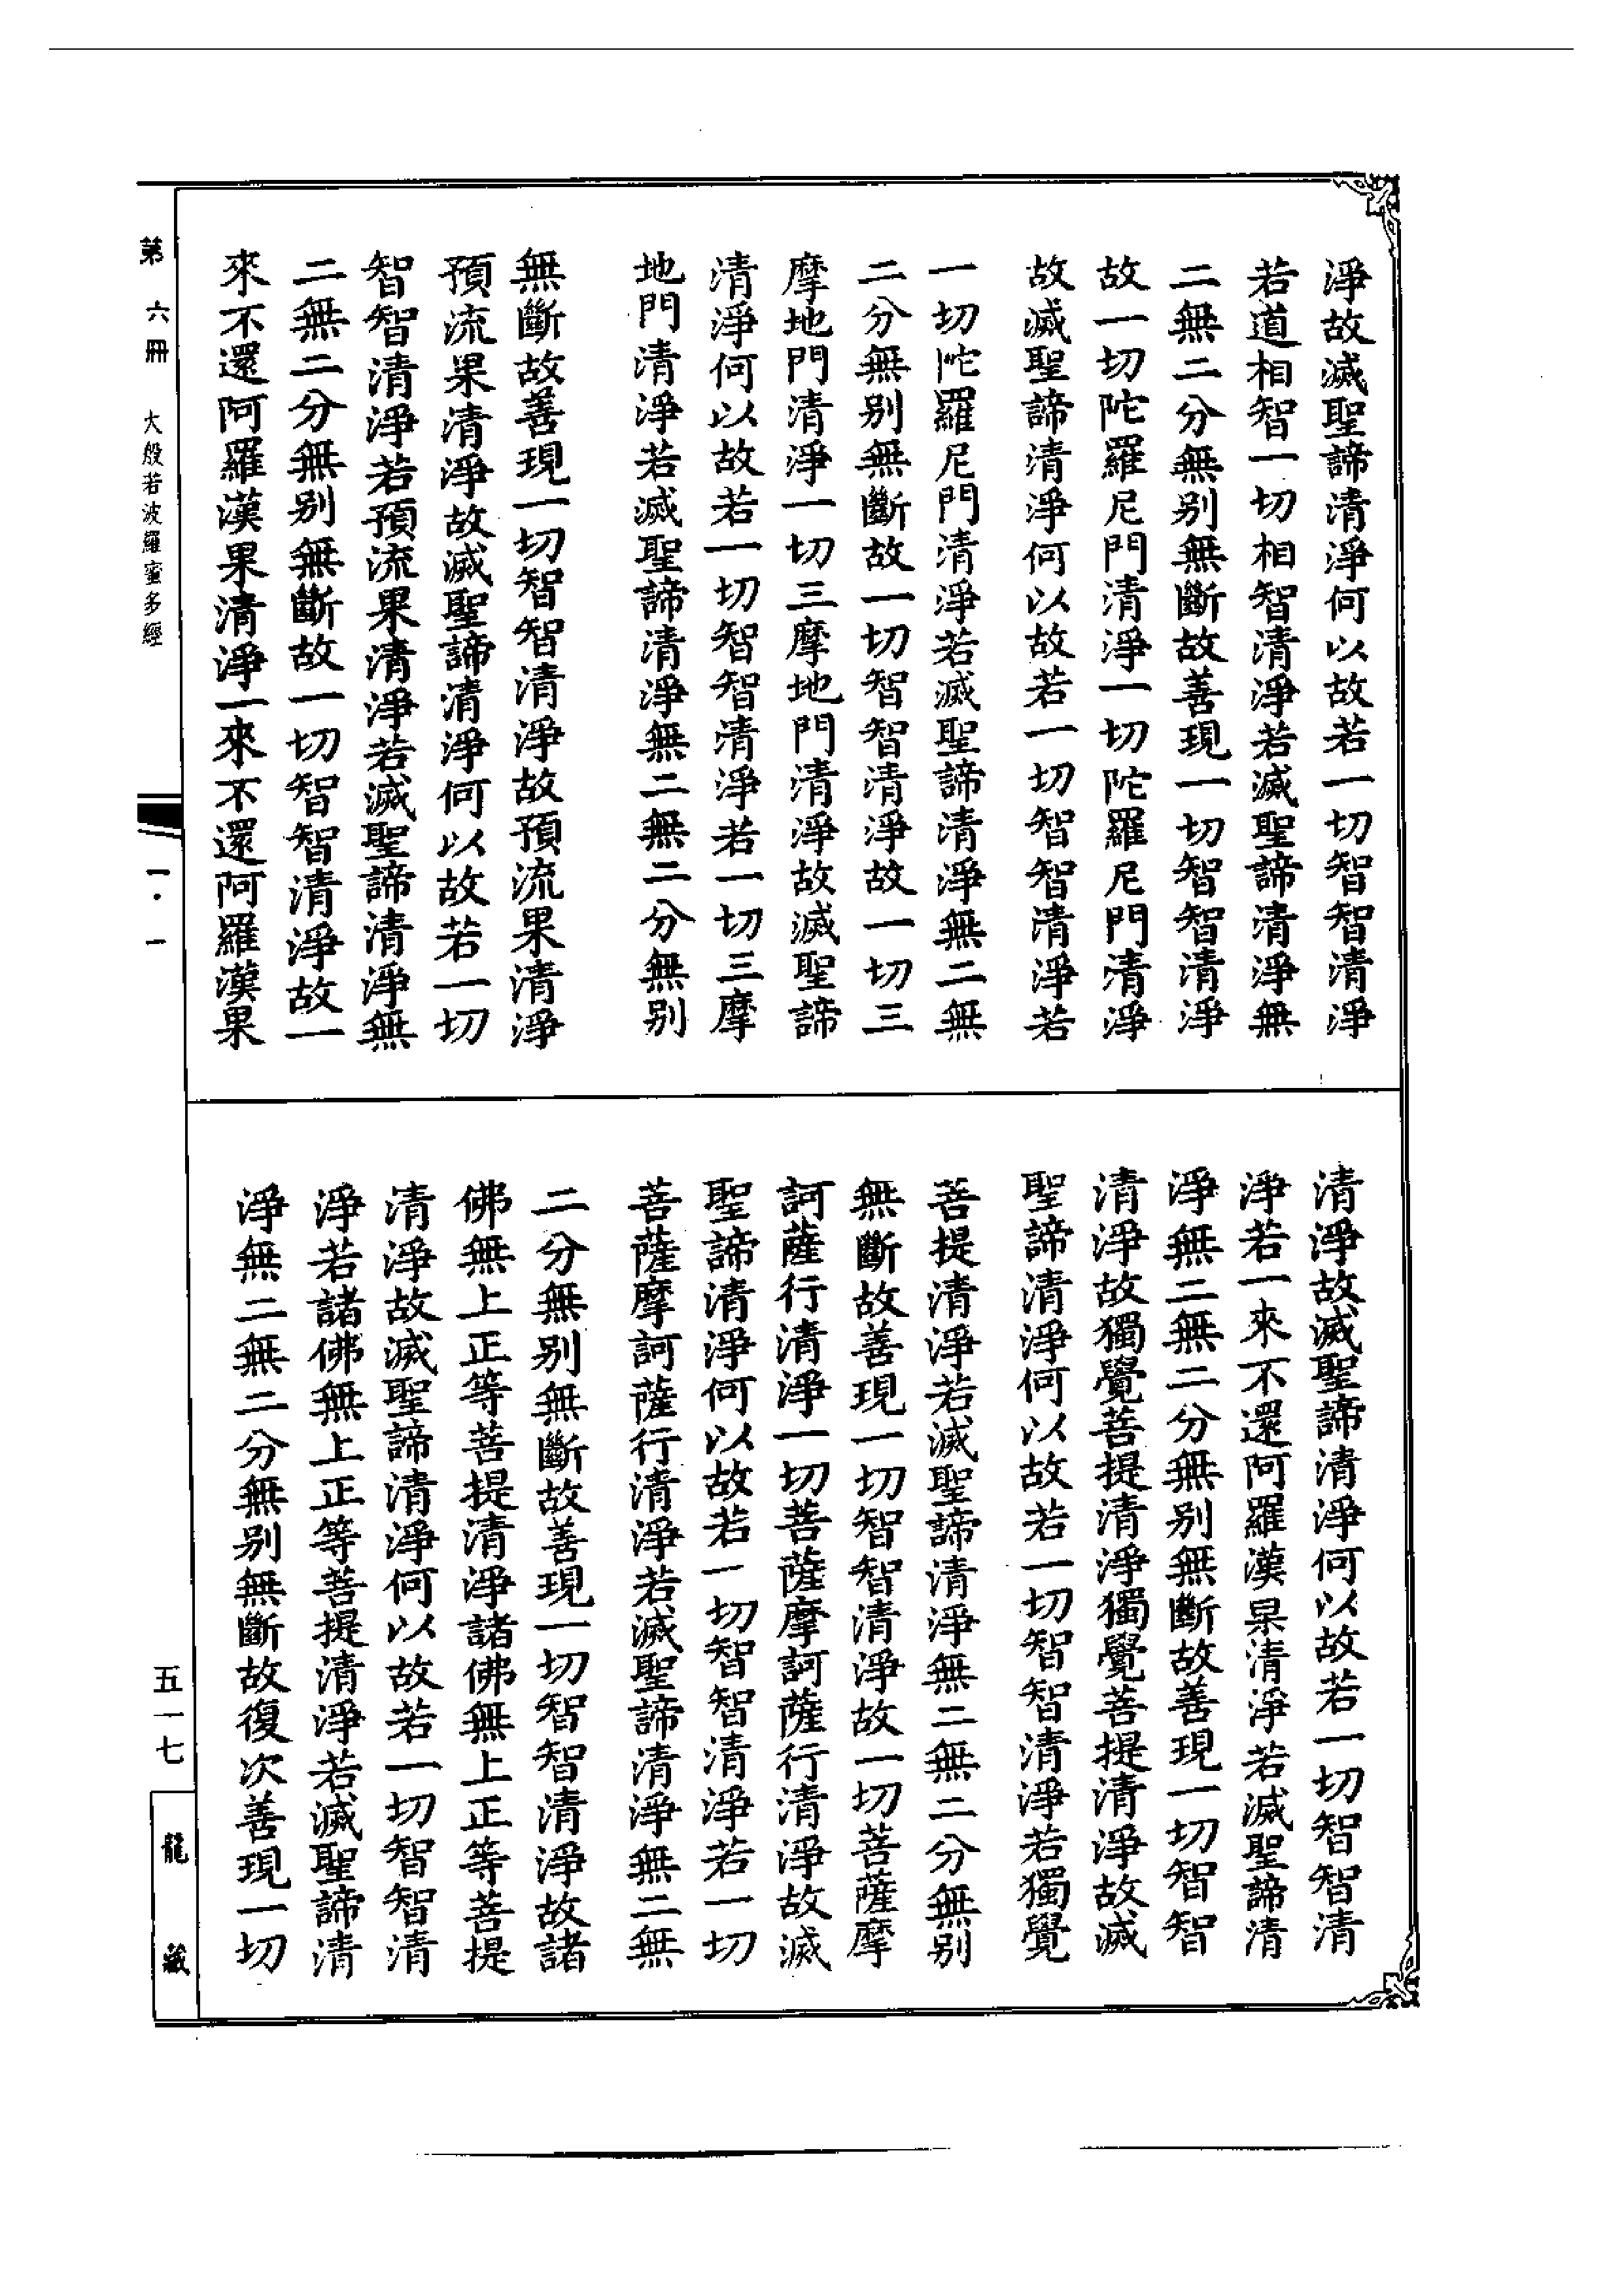 淨故滅聖諦清淨何以故若一切智智清淨
若道相智一切相智清淨若滅聖諦清淨無
二無二分無别無斷故善現一切智智清淨
故一切陀羅尼門清淨一切陀羅尼門清淨
故滅聖諦清淨何以故若一切智智清淨若
一切陀羅尼門清淨若滅聖諦清淨無二無
二分無别無斷故一切智智清淨故一切三
摩地門清淨一切三摩地門清淨故滅聖諦
清淨何以故若一切智智清淨若一切三摩
地門清淨若滅聖諦清淨無二無二分無别
無斷故善現一切智智清淨故預流果清淨
預流果清淨故滅聖諦清淨何以故若一切
智智清淨若預流果清淨若滅聖諦清淨無
二無二分無别無斷故一切智智清淨故一
來不還阿羅漢果清淨一來不還阿羅漢果
清淨故滅聖諦清淨何以故若一切智智清
淨若一來不還阿羅漢果清淨若滅聖諦清
淨無二無二分無别無斷故善現一切智智
清淨故獨覺菩提清淨獨覺菩提清淨故滅
聖諦清淨何以故若一切智智清淨若獨覺
菩提清淨若滅聖諦清淨無二無二分無别
無斷故善現一切智智清淨故一切菩薩摩
訶薩行清淨一切菩薩摩訶薩行清淨故滅
聖諦清淨何以故若一切智智清淨若一切
菩薩摩訶薩行清淨若滅聖諦清淨無二無
二分無别無斷故善現一切智智清淨故諸
佛無上正等菩提清淨諸佛無上正等菩提
清淨故滅聖諦清淨何以故若一切智智清
淨若諸佛無上正等菩提清淨若滅聖諦清
淨無二無二分無别無斷故復次善現一切
第六冊 大般若波羅蜜多經 一·一 五一七 龍藏